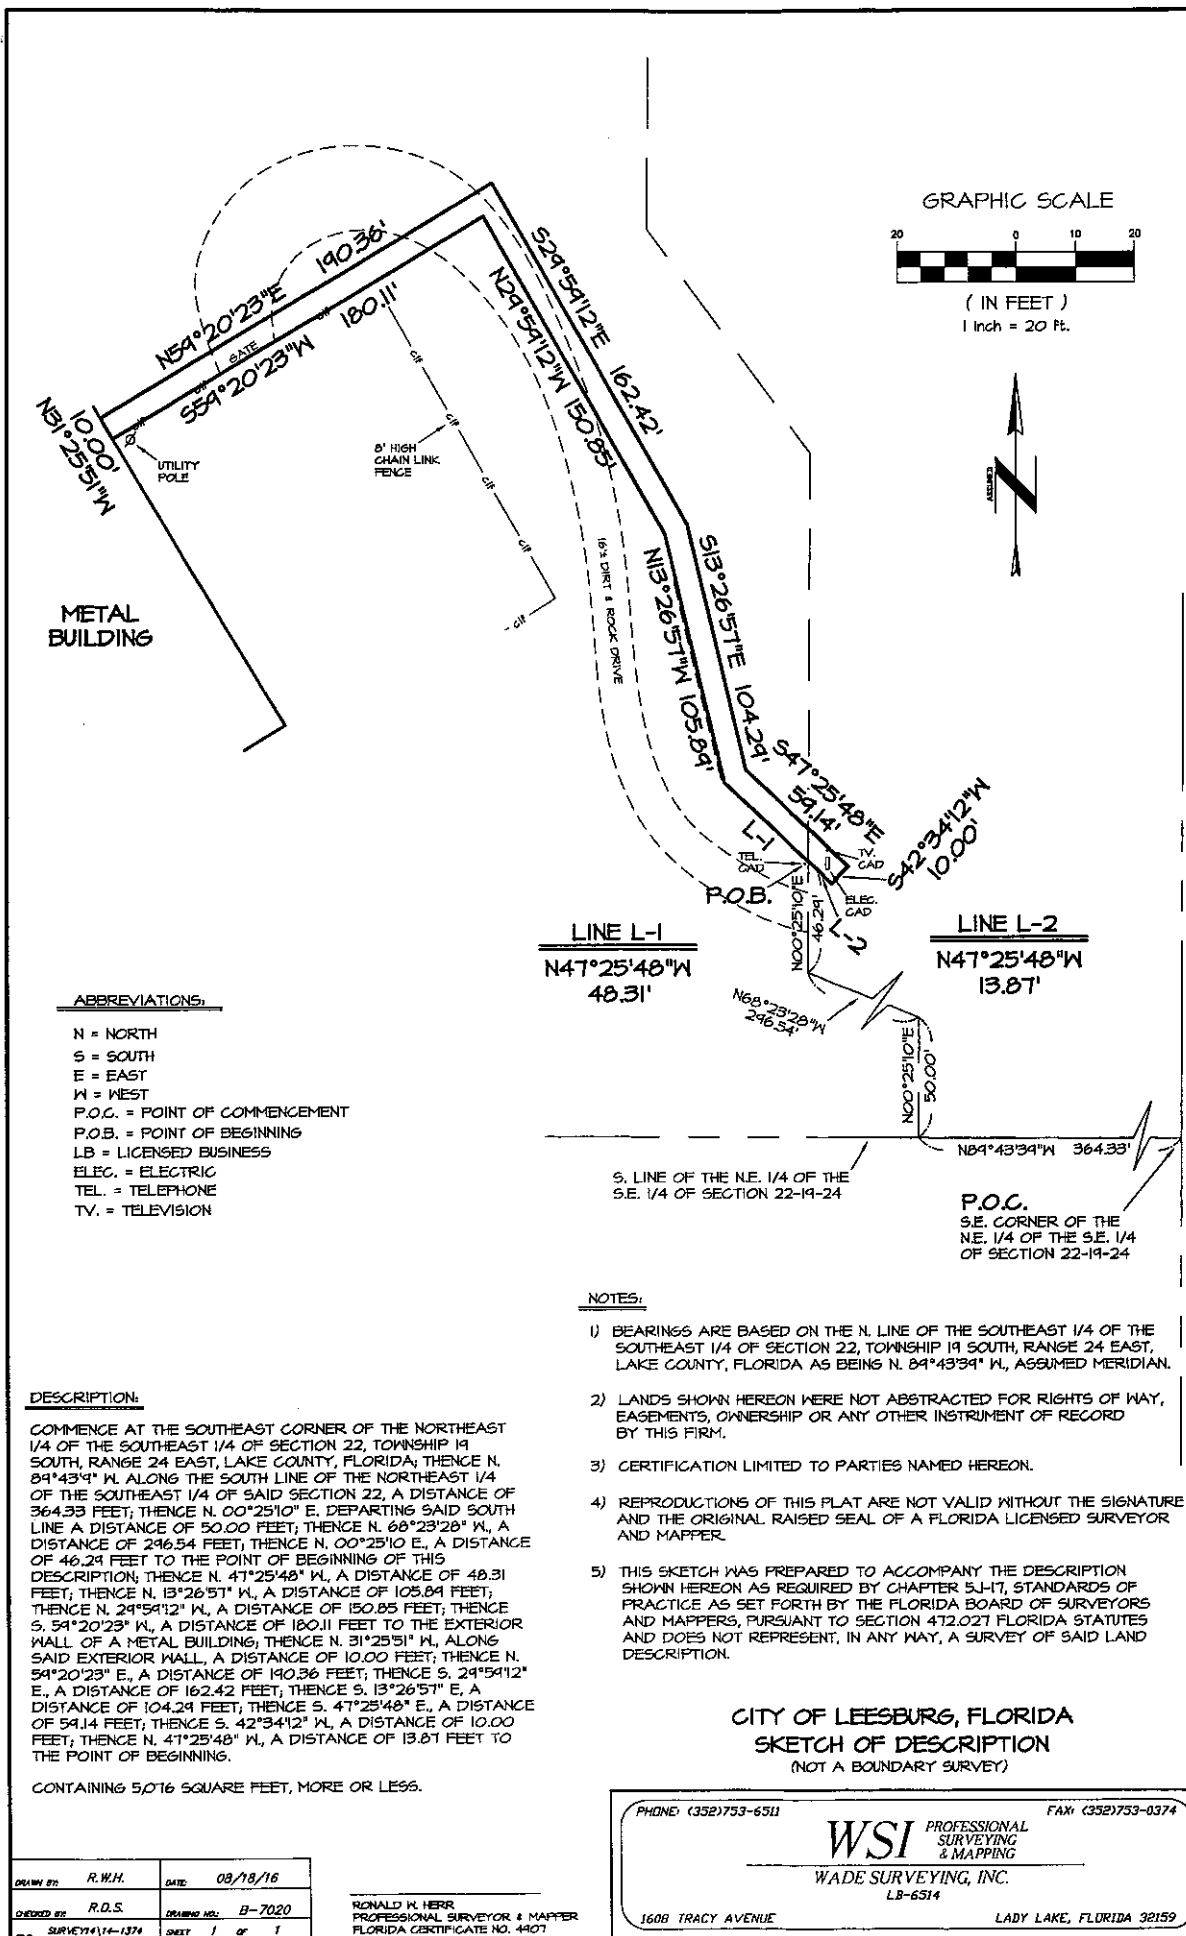 GRAPHIC SCALE
20 0 10 20
( IN FEET )
1 inch = 20 ft.
N59°20'23"E 190.36'
S59°20'23"W 180.11'
GATE
clf
clf
clf
N31°25'51"W
10.00'
UTILITY
POLE
8' HIGH
CHAIN LINK
FENCE
clf
clf
clf
clf
clf
METAL
BUILDING
S29°59'12"E 162.42'
N29°59'12"W 150.85'
ASSUMED
N
16'± DIRT & ROCK DRIVE
S13°26'57"E 104.29'
N13°26'57"W 105.89'
S47°25'48"E
59.14'
S42°34'12"W
10.00'
L-1
TEL.
CAD
TV.
CAD
ELEC.
CAD
P.O.B.
L-2
N00°25'10"E
46.29'
LINE L-1
N47°25'48"W
48.31'
LINE L-2
N47°25'48"W
13.87'
N68°23'28"W
296.54'
N00°25'10"E
50.00'
N89°43'39"W 364.33'
S. LINE OF THE N.E. 1/4 OF THE
S.E. 1/4 OF SECTION 22-19-24
P.O.C.
S.E. CORNER OF THE
N.E. 1/4 OF THE S.E. 1/4
OF SECTION 22-19-24
ABBREVIATIONS:
N = NORTH
S = SOUTH
E = EAST
W = WEST
P.O.C. = POINT OF COMMENCEMENT
P.O.B. = POINT OF BEGINNING
LB = LICENSED BUSINESS
ELEC. = ELECTRIC
TEL. = TELEPHONE
TV. = TELEVISION
NOTES:
1) BEARINGS ARE BASED ON THE N. LINE OF THE SOUTHEAST 1/4 OF THE
SOUTHEAST 1/4 OF SECTION 22, TOWNSHIP 19 SOUTH, RANGE 24 EAST,
LAKE COUNTY, FLORIDA AS BEING N. 89°43'39" W., ASSUMED MERIDIAN.
2) LANDS SHOWN HEREON WERE NOT ABSTRACTED FOR RIGHTS OF WAY,
EASEMENTS, OWNERSHIP OR ANY OTHER INSTRUMENT OF RECORD
BY THIS FIRM.
3) CERTIFICATION LIMITED TO PARTIES NAMED HEREON.
4) REPRODUCTIONS OF THIS PLAT ARE NOT VALID WITHOUT THE SIGNATURE
AND THE ORIGINAL RAISED SEAL OF A FLORIDA LICENSED SURVEYOR
AND MAPPER.
5) THIS SKETCH WAS PREPARED TO ACCOMPANY THE DESCRIPTION
SHOWN HEREON AS REQUIRED BY CHAPTER 5J-17, STANDARDS OF
PRACTICE AS SET FORTH BY THE FLORIDA BOARD OF SURVEYORS
AND MAPPERS, PURSUANT TO SECTION 472.027 FLORIDA STATUTES
AND DOES NOT REPRESENT, IN ANY WAY, A SURVEY OF SAID LAND
DESCRIPTION.
DESCRIPTION:
COMMENCE AT THE SOUTHEAST CORNER OF THE NORTHEAST
1/4 OF THE SOUTHEAST 1/4 OF SECTION 22, TOWNSHIP 19
SOUTH, RANGE 24 EAST, LAKE COUNTY, FLORIDA; THENCE N.
89°43'9" W. ALONG THE SOUTH LINE OF THE NORTHEAST 1/4
OF THE SOUTHEAST 1/4 OF SAID SECTION 22, A DISTANCE OF
364.33 FEET; THENCE N. 00°25'10" E. DEPARTING SAID SOUTH
LINE A DISTANCE OF 50.00 FEET; THENCE N. 68°23'28" W., A
DISTANCE OF 296.54 FEET; THENCE N. 00°25'10 E., A DISTANCE
OF 46.29 FEET TO THE POINT OF BEGINNING OF THIS
DESCRIPTION; THENCE N. 47°25'48" W., A DISTANCE OF 48.31
FEET; THENCE N. 13°26'57" W., A DISTANCE OF 105.89 FEET;
THENCE N. 29°59'12" W., A DISTANCE OF 150.85 FEET; THENCE
S. 59°20'23" W., A DISTANCE OF 180.11 FEET TO THE EXTERIOR
WALL OF A METAL BUILDING; THENCE N. 31°25'51" W., ALONG
SAID EXTERIOR WALL, A DISTANCE OF 10.00 FEET; THENCE N.
59°20'23" E., A DISTANCE OF 190.36 FEET; THENCE S. 29°59'12"
E., A DISTANCE OF 162.42 FEET; THENCE S. 13°26'57" E, A
DISTANCE OF 104.29 FEET; THENCE S. 47°25'48" E., A DISTANCE
OF 59.14 FEET; THENCE S. 42°34'12" W., A DISTANCE OF 10.00
FEET; THENCE N. 47°25'48" W., A DISTANCE OF 13.87 FEET TO
THE POINT OF BEGINNING.
CONTAINING 5,076 SQUARE FEET, MORE OR LESS.
CITY OF LEESBURG, FLORIDA
SKETCH OF DESCRIPTION
(NOT A BOUNDARY SURVEY)
PHONE: (352)753-6511 FAX: (352)753-0374
WSI PROFESSIONAL
SURVEYING
& MAPPING
WADE SURVEYING, INC.
LB-6514
1608 TRACY AVENUE LADY LAKE, FLORIDA 32159
DRAWN BY: R.W.H. DATE: 08/18/16
CHECKED BY: R.D.S. DRAWING NO.: B-7020
SURVEY14\14-1374 SHEET 1 OF 1
RONALD W. HERR
PROFESSIONAL SURVEYOR & MAPPER
FLORIDA CERTIFICATE NO. 4907